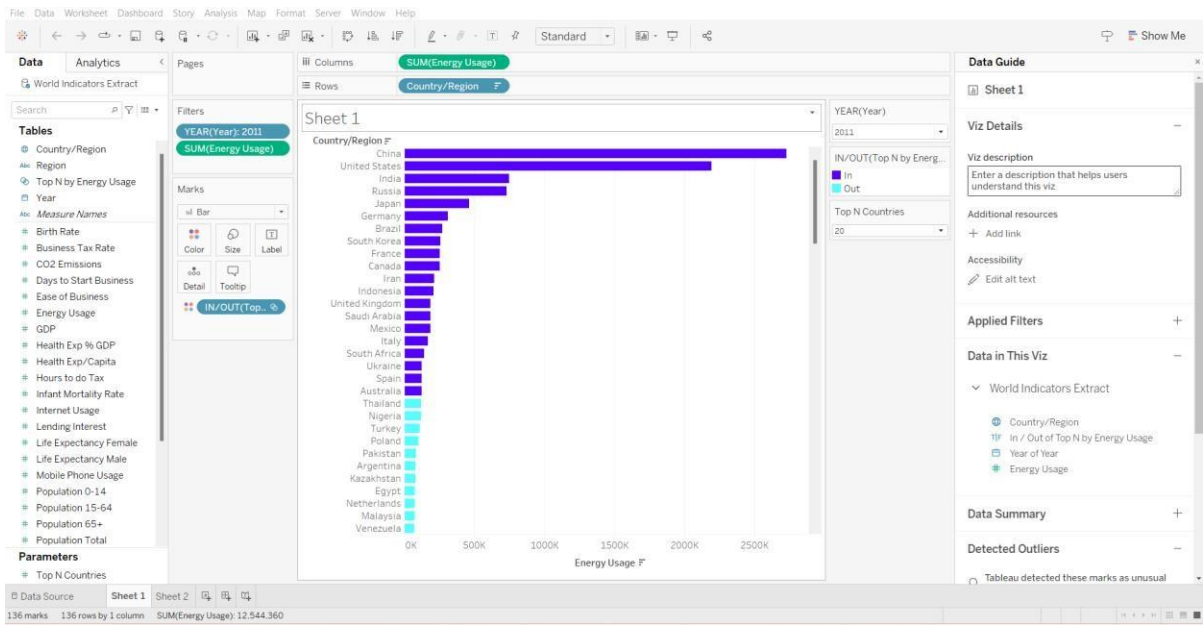 File Data Worksheet Dashboard Story Analysis Map Format Server Window Help
Standard
Show Me
Data Analytics
World Indicators Extract
Search
Tables
Country/Region
Abc Region
Top N by Energy Usage
Year
Abc Measure Names
# Birth Rate
# Business Tax Rate
# CO2 Emissions
# Days to Start Business
# Ease of Business
# Energy Usage
# GDP
# Health Exp % GDP
# Health Exp/Capita
# Hours to do Tax
# Infant Mortality Rate
# Internet Usage
# Lending Interest
# Life Expectancy Female
# Life Expectancy Male
# Mobile Phone Usage
# Population 0-14
# Population 15-64
# Population 65+
# Population Total
Parameters
# Top N Countries
Pages
Filters
YEAR(Year): 2011
SUM(Energy Usage)
Marks
Bar
Color Size Label
Detail Tooltip
IN/OUT(Top..
Columns SUM(Energy Usage)
Rows Country/Region
Sheet 1
Country/Region
China
United States
India
Russia
Japan
Germany
Brazil
South Korea
France
Canada
Iran
Indonesia
United Kingdom
Saudi Arabia
Mexico
Italy
South Africa
Ukraine
Spain
Australia
Thailand
Nigeria
Turkey
Poland
Pakistan
Argentina
Kazakhstan
Egypt
Netherlands
Malaysia
Venezuela
0K 500K 1000K 1500K 2000K 2500K
Energy Usage
YEAR(Year)
2011
IN/OUT(Top N by Energ...
In
Out
Top N Countries
20
Data Guide
Sheet 1
Viz Details
Viz description
Enter a description that helps users
understand this viz
Additional resources
+ Add link
Accessibility
Edit alt text
Applied Filters
Data in This Viz
World Indicators Extract
Country/Region
T|F In / Out of Top N by Energy Usage
Year of Year
# Energy Usage
Data Summary
Detected Outliers
Tableau detected these marks as unusual
Data Source Sheet 1 Sheet 2
136 marks 136 rows by 1 column SUM(Energy Usage): 12,544,360